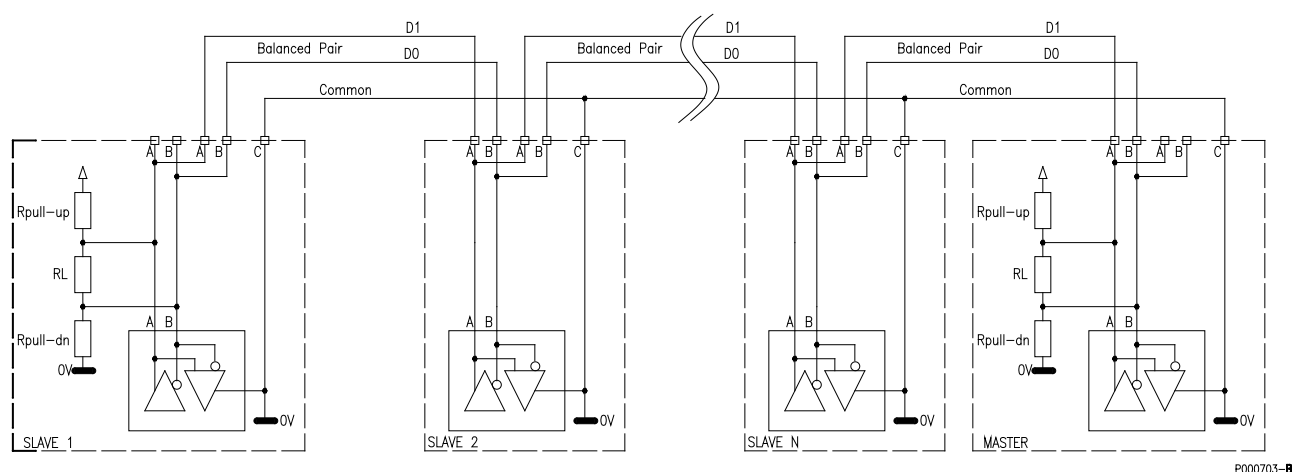 D1 D1 D1
Balanced Pair D0 Balanced Pair D0 Balanced Pair D0
Common Common
A B A B C A B A B C A B A B C A B A B C
Rpull-up Rpull-up
RL RL
Rpull-dn A B A B A B Rpull-dn A B
0V 0V
0V 0V 0V 0V
SLAVE 1 SLAVE 2 SLAVE N MASTER